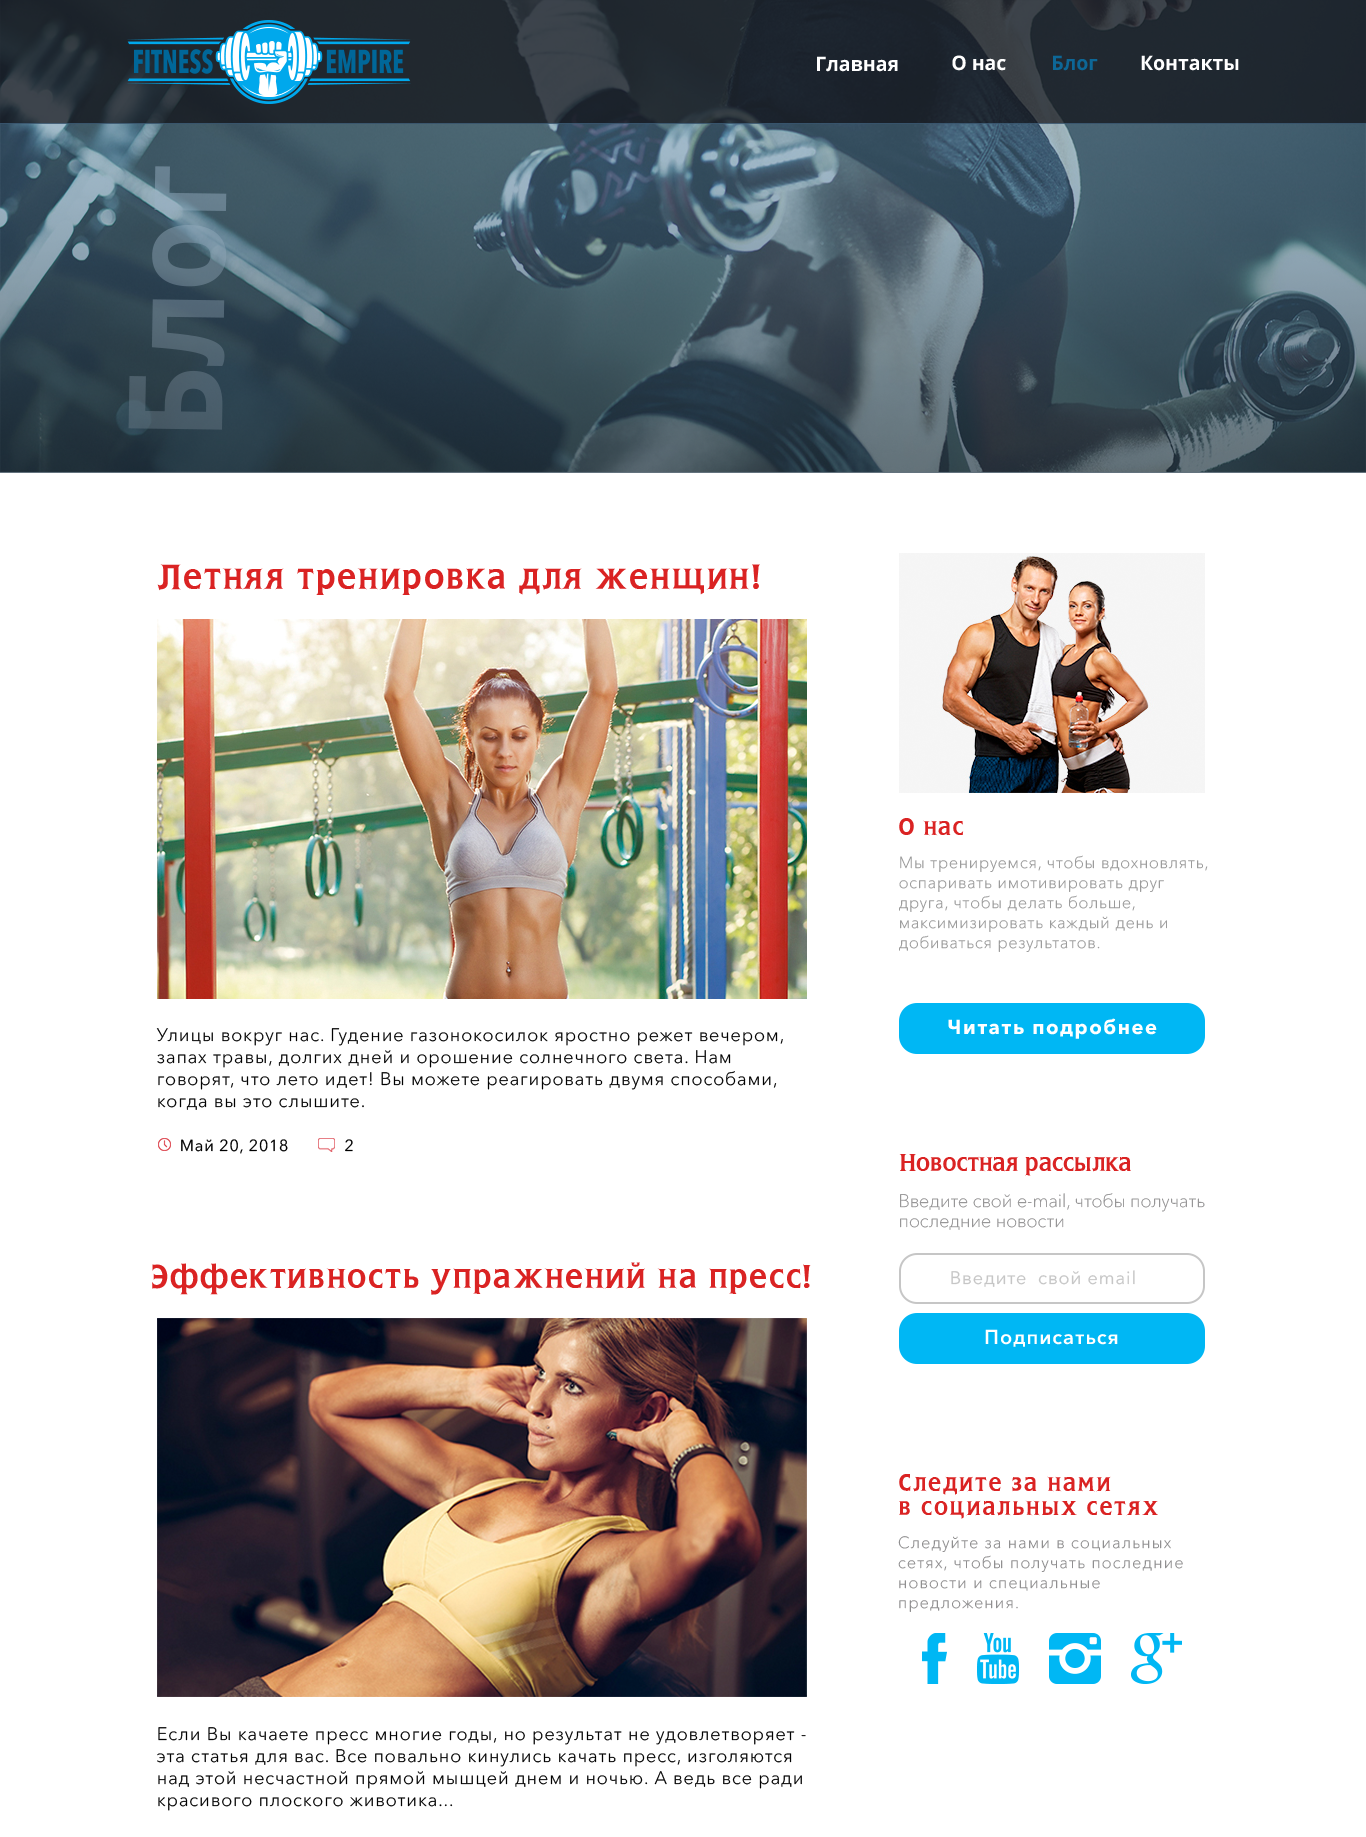 FITNESS EMPIRE
Главная О нас Блог Контакты
Блог
Летняя тренировка для женщин!
Улицы вокруг нас. Гудение газонокосилок яростно режет вечером,
запах травы, долгих дней и орошение солнечного света. Нам
говорят, что лето идет! Вы можете реагировать двумя способами,
когда вы это слышите.
Май 20, 2018 2
Эффективность упражнений на пресс!
Если Вы качаете пресс многие годы, но результат не удовлетворяет -
эта статья для вас. Все повально кинулись качать пресс, изголяются
над этой несчастной прямой мышцей днем и ночью. А ведь все ради
красивого плоского животика...
О нас
Мы тренируемся, чтобы вдохновлять,
оспаривать имотивировать друг
друга, чтобы делать больше,
максимизировать каждый день и
добиваться результатов.
Читать подробнее
Новостная рассылка
Введите свой e-mail, чтобы получать
последние новости
Введите свой email
Подписаться
Следите за нами
в социальных сетях
Следуйте за нами в социальных
сетях, чтобы получать последние
новости и специальные
предложения.
f You Tube g+